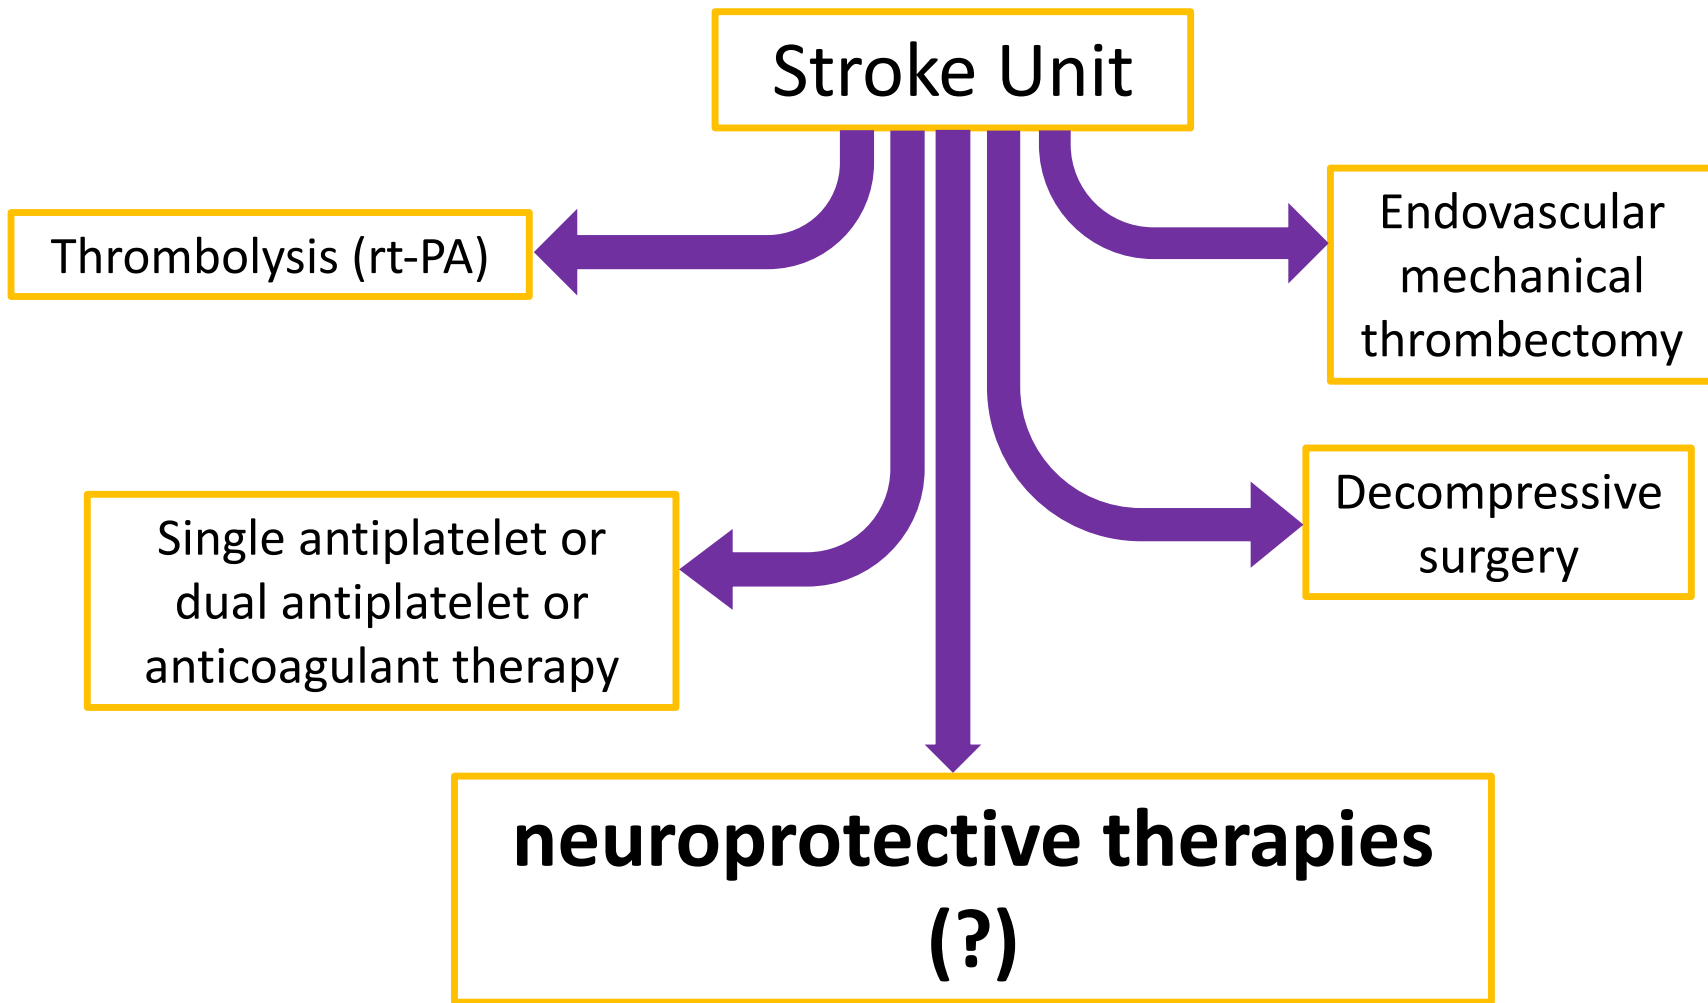 Stroke Unit
Thrombolysis (rt-PA)
Endovascular
mechanical
thrombectomy
Single antiplatelet or
dual antiplatelet or
anticoagulant therapy
Decompressive
surgery
neuroprotective therapies
(?)